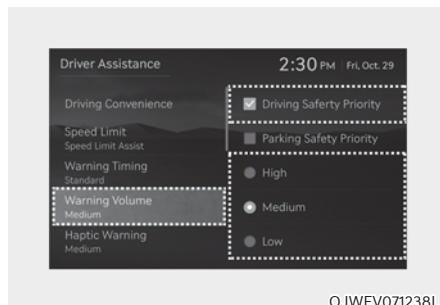 Driver Assistance
2:30 PM Fri, Oct. 29
Driving Convenience
Speed Limit
Speed Limit Assist
Warning Timing
Standard
Warning Volume
Medium
Haptic Warning
Medium
Driving Saferty Priority
Parking Safety Priority
High
Medium
Low
OJWEV071238L